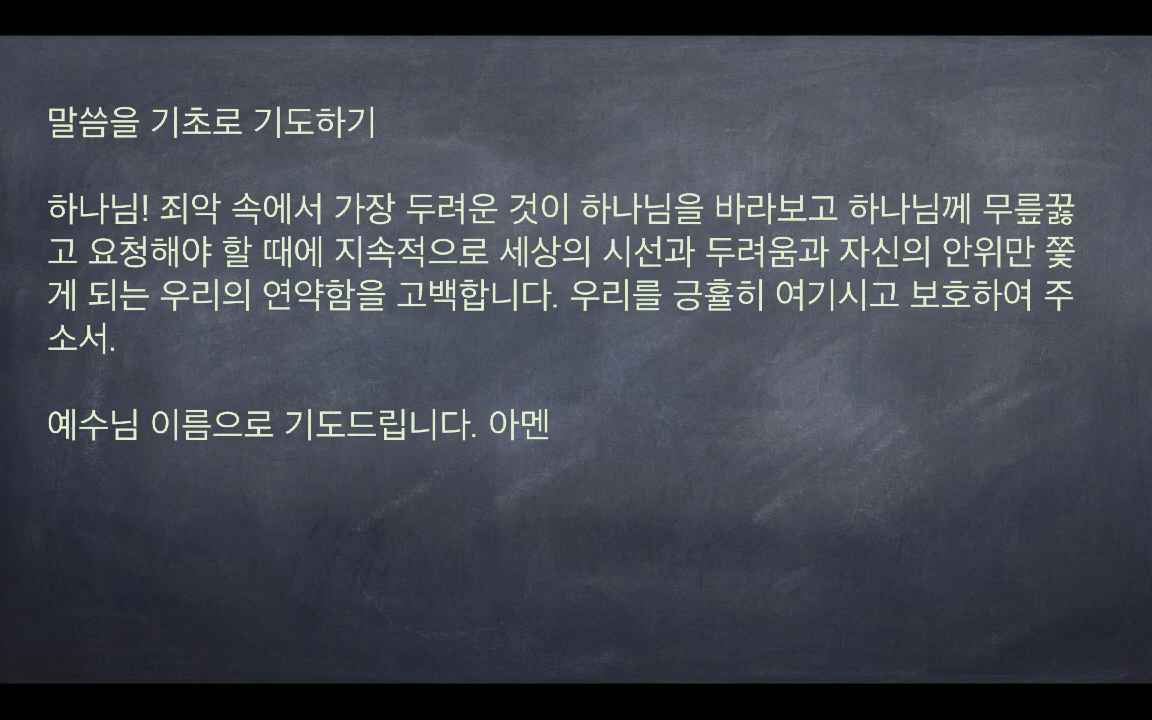 말씀을 기초로 기도하기
하나님! 죄악 속에서 가장 두려운 것이 하나님을 바라보고 하나님께 무릎꿇
고 요청해야 할 때에 지속적으로 세상의 시선과 두려움과 자신의 안위만 쫓
게 되는 우리의 연약함을 고백합니다. 우리를 긍휼히 여기시고 보호하여 주
소서.
예수님 이름으로 기도드립니다. 아멘